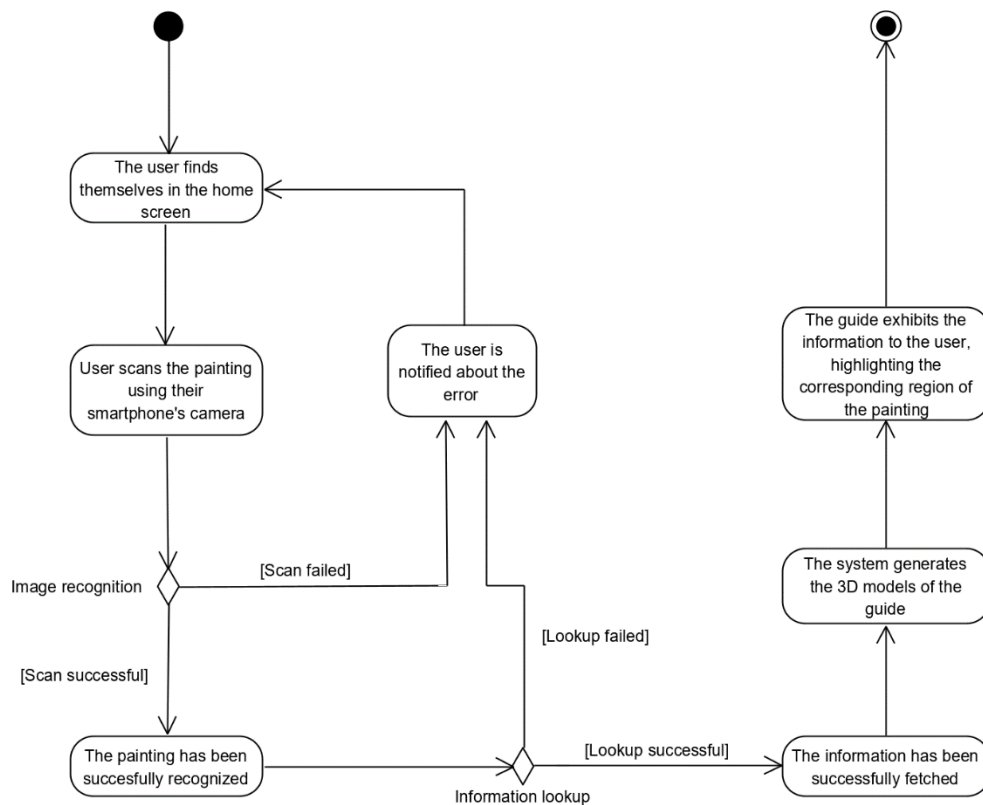 The user finds
themselves in the home
screen
User scans the painting
using their
smartphone's camera
The user is
notified about the
error
The guide exhibits the
information to the user,
highlighting the
corresponding region of
the painting
Image recognition
[Scan failed]
The system generates
the 3D models of the
guide
[Scan successful]
[Lookup failed]
The painting has been
succesfully recognized
[Lookup successful]
Information lookup
The information has been
successfully fetched